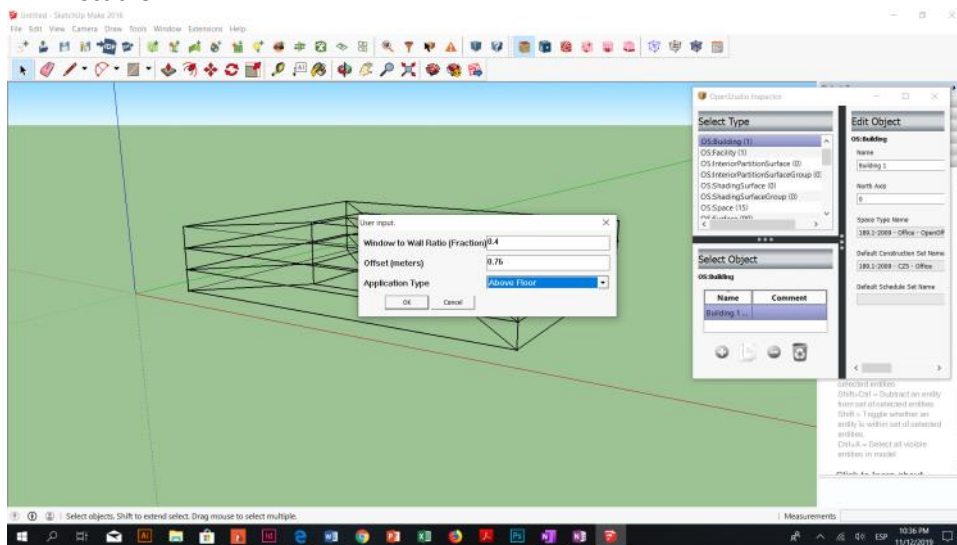 Untitled - SketchUp Make 2016
File Edit View Camera Draw Tools Window Extensions Help
OpenStudio Inspector
Select Type
OS:Building (1)
OS:Facility (1)
OS:InteriorPartitionSurface (0)
OS:InteriorPartitionSurfaceGroup (0)
OS:ShadingSurface (0)
OS:ShadingSurfaceGroup (0)
OS:Space (15)
Edit Object
OS:Building
Name
Building 1
North Axis
0
Space Type Name
189.1-2009 - Office - OpenOff
Default Construction Set Name
189.1-2009 - CZ5 - Office
Default Schedule Set Name
User input.
Window to Wall Ratio (Fraction) 0.4
Offset (meters) 0.76
Application Type Above Floor
OK Cancel
Select Object
OS:Building
Name Comment
Building 1 ...
selected entities.
Shift+Ctrl = Subtract an entity
from set of selected entities.
Shift = Toggle whether an
entity is within set of selected
entities.
Ctrl+A = Select all visible
entities in model
Select objects. Shift to extend select. Drag mouse to select multiple.
Measurements
ESP
10:36 PM
11/12/2019